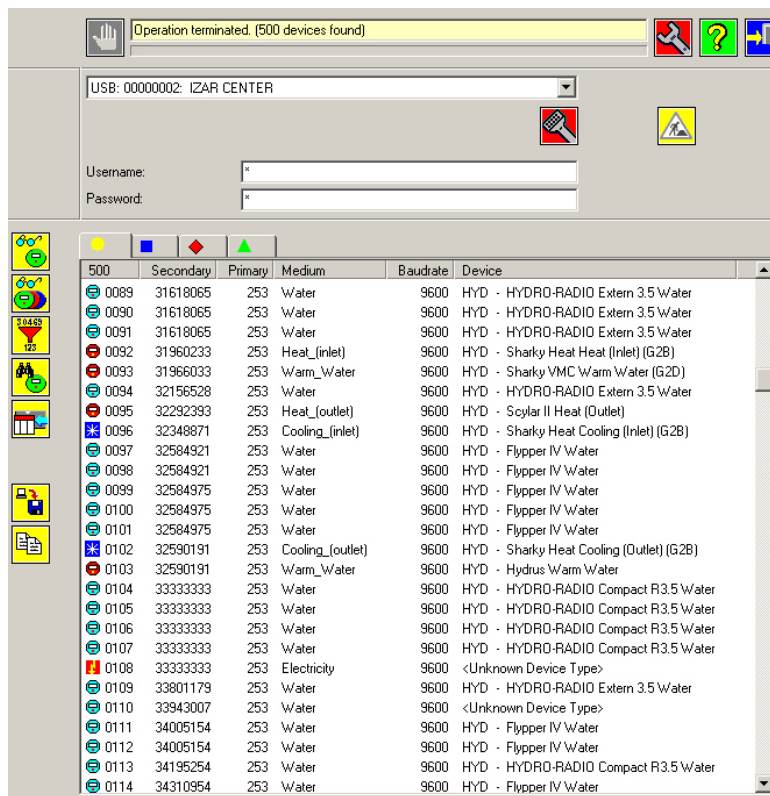 Operation terminated. (500 devices found)
USB: 00000002: IZAR CENTER
Username: *
Password: *
30469
123
500 Secondary Primary Medium Baudrate Device
0089 31618065 253 Water 9600 HYD - HYDRO-RADIO Extern 3.5 Water
0090 31618065 253 Water 9600 HYD - HYDRO-RADIO Extern 3.5 Water
0091 31618065 253 Water 9600 HYD - HYDRO-RADIO Extern 3.5 Water
0092 31960233 253 Heat_(inlet) 9600 HYD - Sharky Heat Heat (Inlet) (G2B)
0093 31966033 253 Warm_Water 9600 HYD - Sharky VMC Warm Water (G2D)
0094 32156528 253 Water 9600 HYD - HYDRO-RADIO Extern 3.5 Water
0095 32292393 253 Heat_(outlet) 9600 HYD - Scylar II Heat (Outlet)
0096 32348871 253 Cooling_(inlet) 9600 HYD - Sharky Heat Cooling (Inlet) (G2B)
0097 32584921 253 Water 9600 HYD - Flypper IV Water
0098 32584921 253 Water 9600 HYD - Flypper IV Water
0099 32584975 253 Water 9600 HYD - Flypper IV Water
0100 32584975 253 Water 9600 HYD - Flypper IV Water
0101 32584975 253 Water 9600 HYD - Flypper IV Water
0102 32590191 253 Cooling_(outlet) 9600 HYD - Sharky Heat Cooling (Outlet) (G2B)
0103 32590191 253 Warm_Water 9600 HYD - Hydrus Warm Water
0104 33333333 253 Water 9600 HYD - HYDRO-RADIO Compact R3.5 Water
0105 33333333 253 Water 9600 HYD - HYDRO-RADIO Compact R3.5 Water
0106 33333333 253 Water 9600 HYD - HYDRO-RADIO Compact R3.5 Water
0107 33333333 253 Water 9600 HYD - HYDRO-RADIO Compact R3.5 Water
0108 33333333 253 Electricity 9600 <Unknown Device Type>
0109 33801179 253 Water 9600 HYD - HYDRO-RADIO Extern 3.5 Water
0110 33943007 253 Water 9600 <Unknown Device Type>
0111 34005154 253 Water 9600 HYD - Flypper IV Water
0112 34005154 253 Water 9600 HYD - Flypper IV Water
0113 34195254 253 Water 9600 HYD - HYDRO-RADIO Compact R3.5 Water
0114 34310954 253 Water 9600 HYD - Flypper IV Water